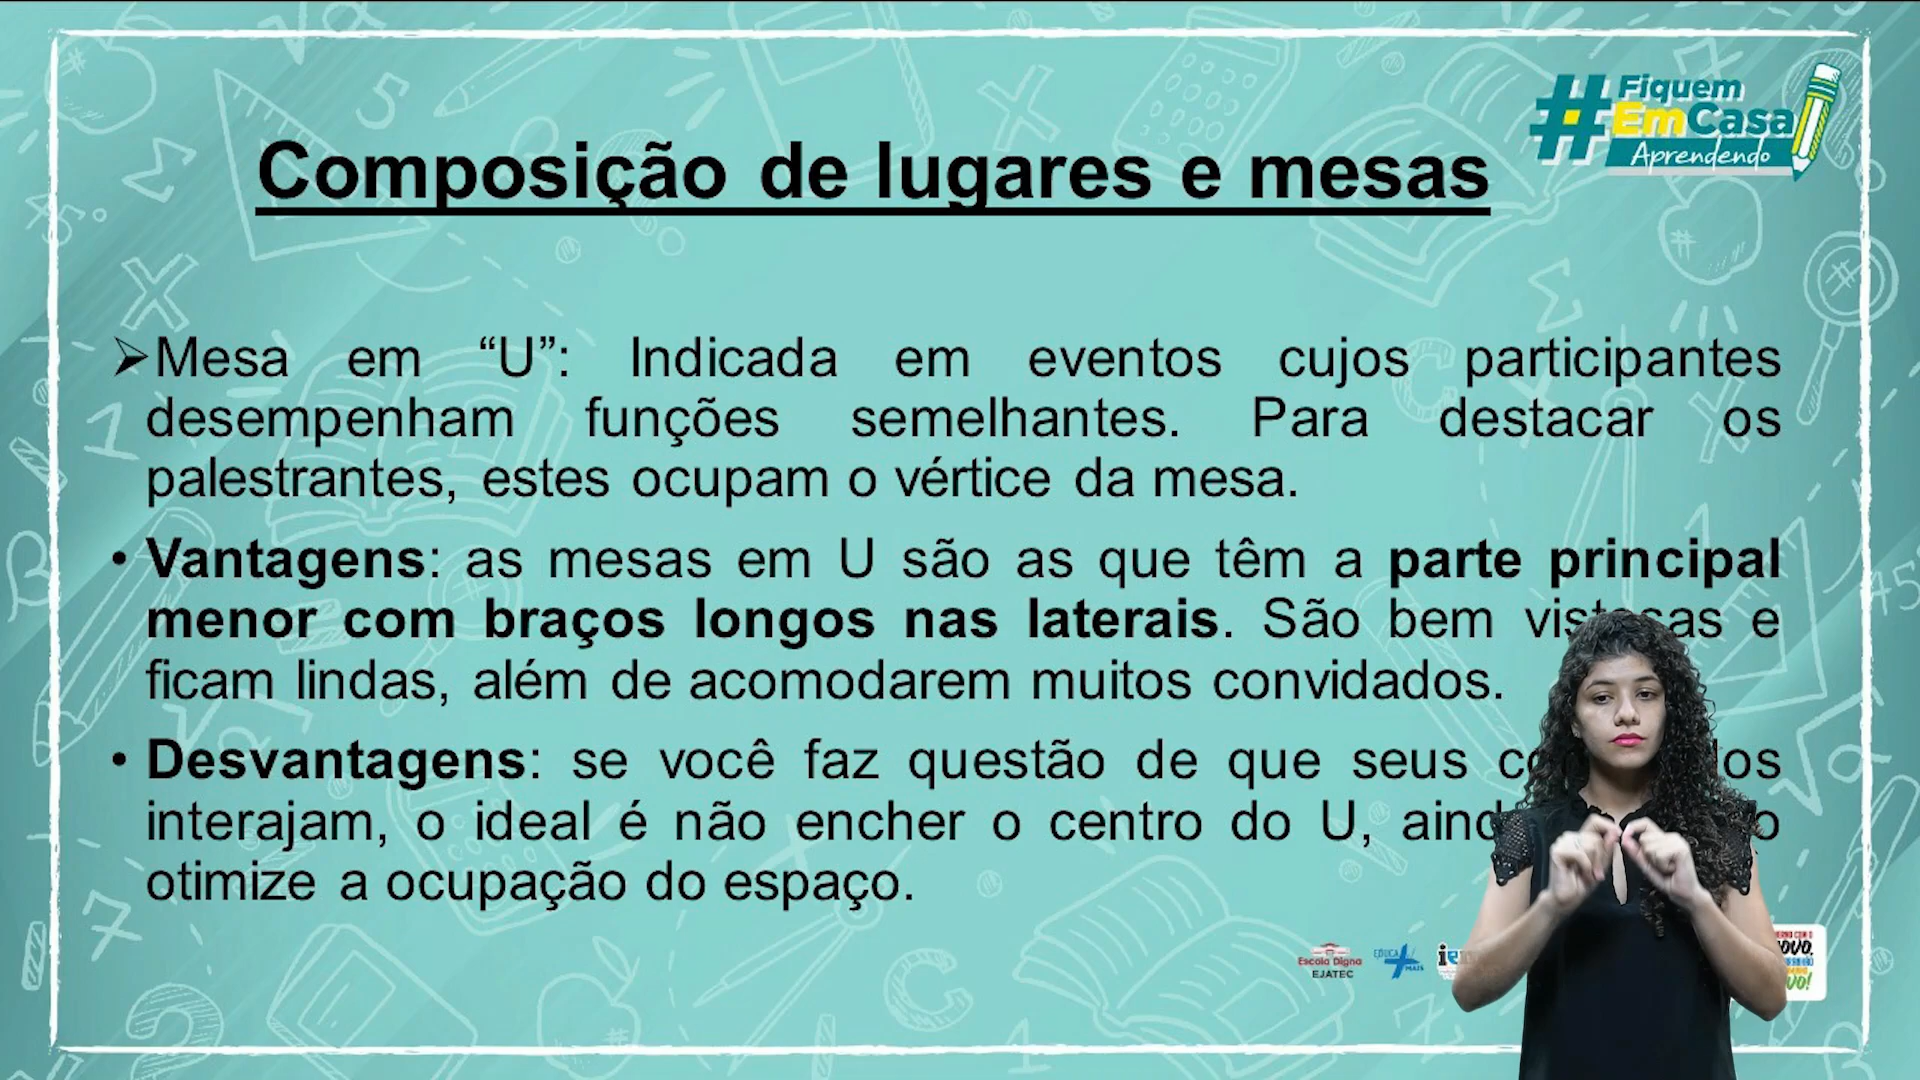 #Fiquem
EmCasa
Aprendendo
Composição de lugares e mesas
➢Mesa em “U”: Indicada em eventos cujos participantes
desempenham funções semelhantes. Para destacar os
palestrantes, estes ocupam o vértice da mesa.
• Vantagens: as mesas em U são as que têm a parte principal
menor com braços longos nas laterais. São bem e
ficam lindas, além de acomodarem muitos convidados.
• Desvantagens: se você faz questão de que seus
interajam, o ideal é não encher o centro do U,
otimize a ocupação do espaço.
Escola Digna
EJATEC
EDUCA
MAIS